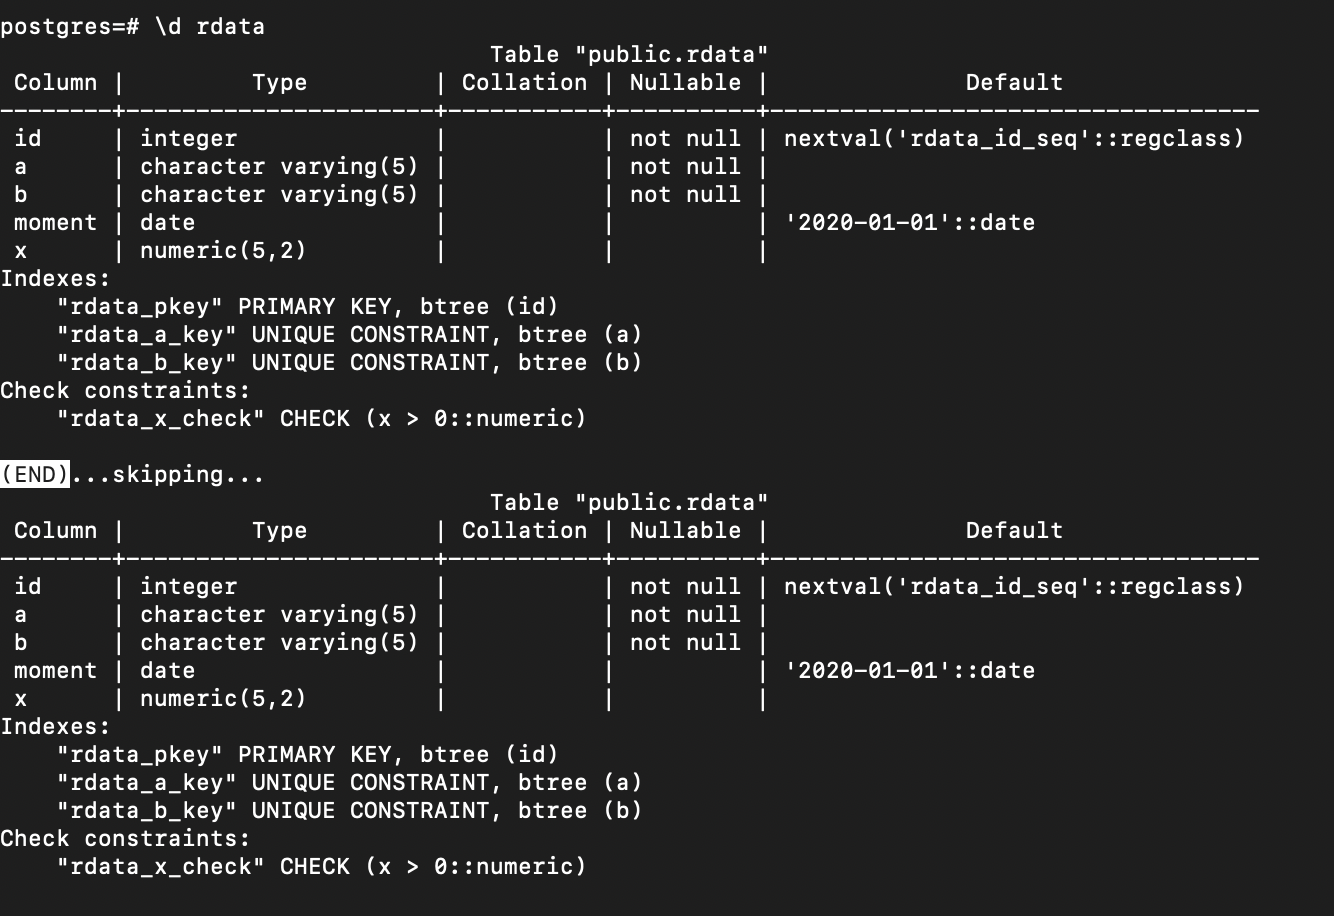 postgres=# \d rdata
                                   Table "public.rdata"
 Column |         Type         | Collation | Nullable |              Default
--------+----------------------+-----------+----------+-----------------------------------
 id     | integer              |           | not null | nextval('rdata_id_seq'::regclass)
 a      | character varying(5) |           | not null |
 b      | character varying(5) |           | not null |
 moment | date                 |           |          | '2020-01-01'::date
 x      | numeric(5,2)         |           |          |
Indexes:
    "rdata_pkey" PRIMARY KEY, btree (id)
    "rdata_a_key" UNIQUE CONSTRAINT, btree (a)
    "rdata_b_key" UNIQUE CONSTRAINT, btree (b)
Check constraints:
    "rdata_x_check" CHECK (x > 0::numeric)

(END)...skipping...
                                   Table "public.rdata"
 Column |         Type         | Collation | Nullable |              Default
--------+----------------------+-----------+----------+-----------------------------------
 id     | integer              |           | not null | nextval('rdata_id_seq'::regclass)
 a      | character varying(5) |           | not null |
 b      | character varying(5) |           | not null |
 moment | date                 |           |          | '2020-01-01'::date
 x      | numeric(5,2)         |           |          |
Indexes:
    "rdata_pkey" PRIMARY KEY, btree (id)
    "rdata_a_key" UNIQUE CONSTRAINT, btree (a)
    "rdata_b_key" UNIQUE CONSTRAINT, btree (b)
Check constraints:
    "rdata_x_check" CHECK (x > 0::numeric)